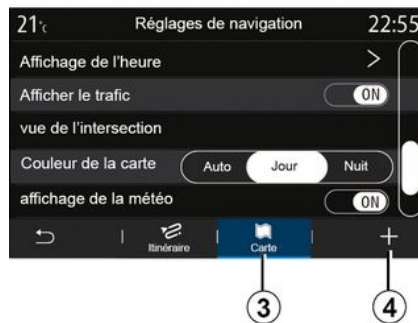 21°c Réglages de navigation 22:55
Affichage de l'heure >
Afficher le trafic ON
vue de l'intersection
Couleur de la carte Auto Jour Nuit
affichage de la météo ON
Itinéraire Carte +
3 4